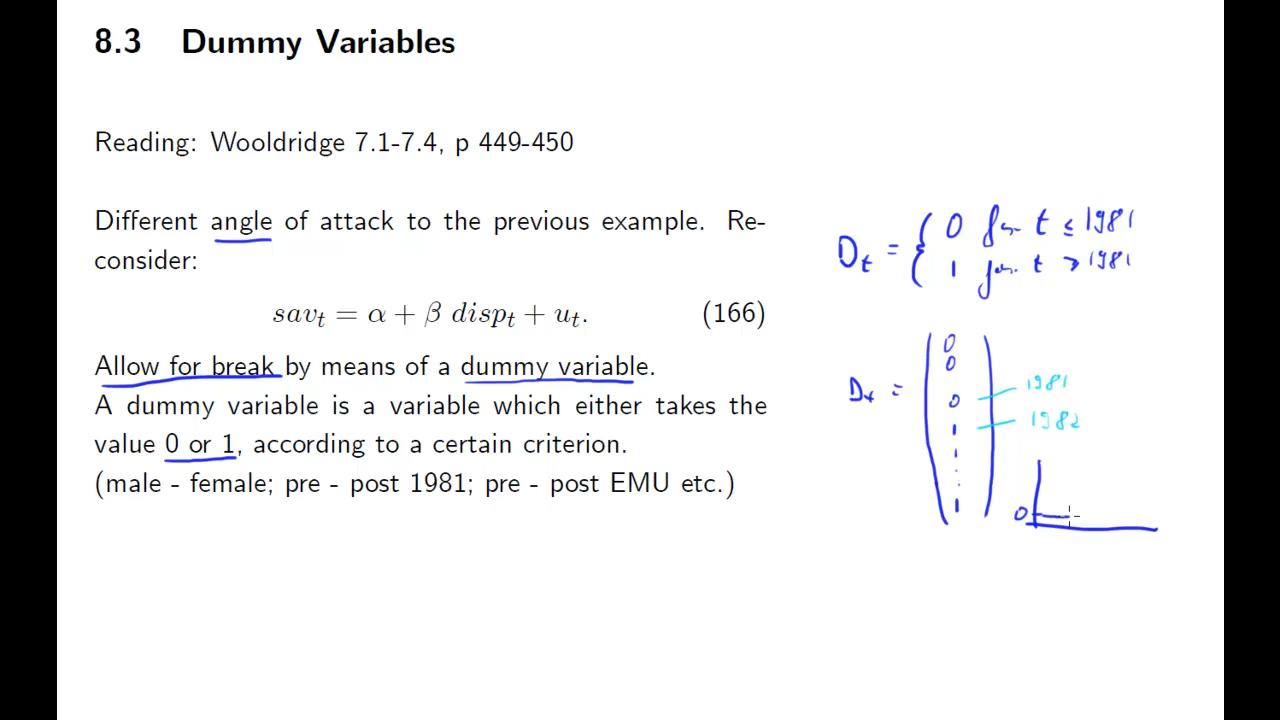 8.3 Dummy Variables
Reading: Wooldridge 7.1-7.4, p 449-450
Different angle of attack to the previous example. Re-
consider:
sav_t = α + β disp_t + u_t. (166)
Allow for break by means of a dummy variable.
A dummy variable is a variable which either takes the
value 0 or 1, according to a certain criterion.
(male - female; pre - post 1981; pre - post EMU etc.)
D_t = { 0 for t ≤ 1981
1 for t > 1981
D_t = ( 0
0
0 1981
1 1982
.
.
1 )
0